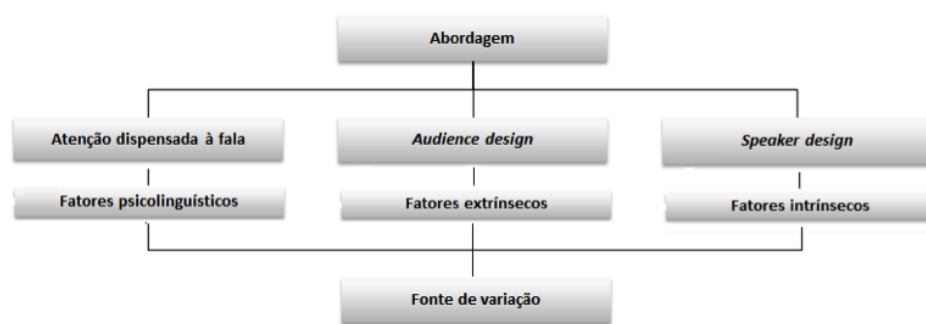 Abordagem
Atenção dispensada à fala
Audience design
Speaker design
Fatores psicolinguísticos
Fatores extrínsecos
Fatores intrínsecos
Fonte de variação